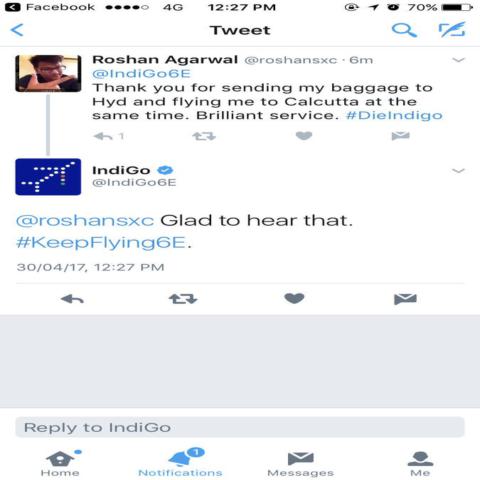 Facebook 4G 12:27 PM 70%
Tweet
Roshan Agarwal @roshansxc · 6m
@IndiGo6E
Thank you for sending my baggage to
Hyd and flying me to Calcutta at the
same time. Brilliant service. #DieIndigo
1
IndiGo
@IndiGo6E
@roshansxc Glad to hear that.
#KeepFlying6E.
30/04/17, 12:27 PM
Reply to IndiGo
1
Home Notifications Messages Me